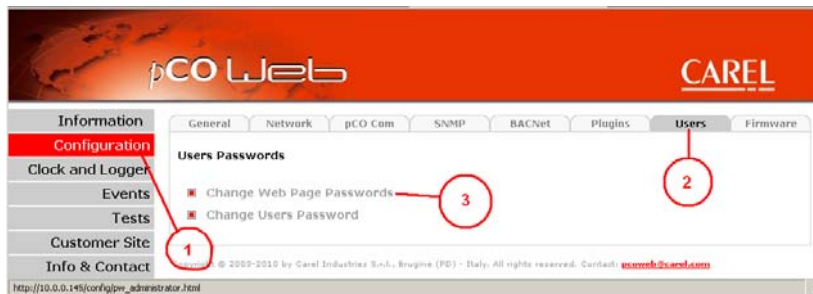 pCO Web
CAREL
Information
Configuration
Clock and Logger
Events
Tests
Customer Site
Info & Contact
General Network pCO Com SNMP BACNet Plugins Users Firmware
Users Passwords
Change Web Page Passwords
Change Users Password
1
2
3
Copyright © 2003-2010 by Carel Industries S.r.l., Brugine (PD) - Italy. All rights reserved. Contact: pcoweb@carel.com
http://10.0.0.145/config/pw_administrator.html